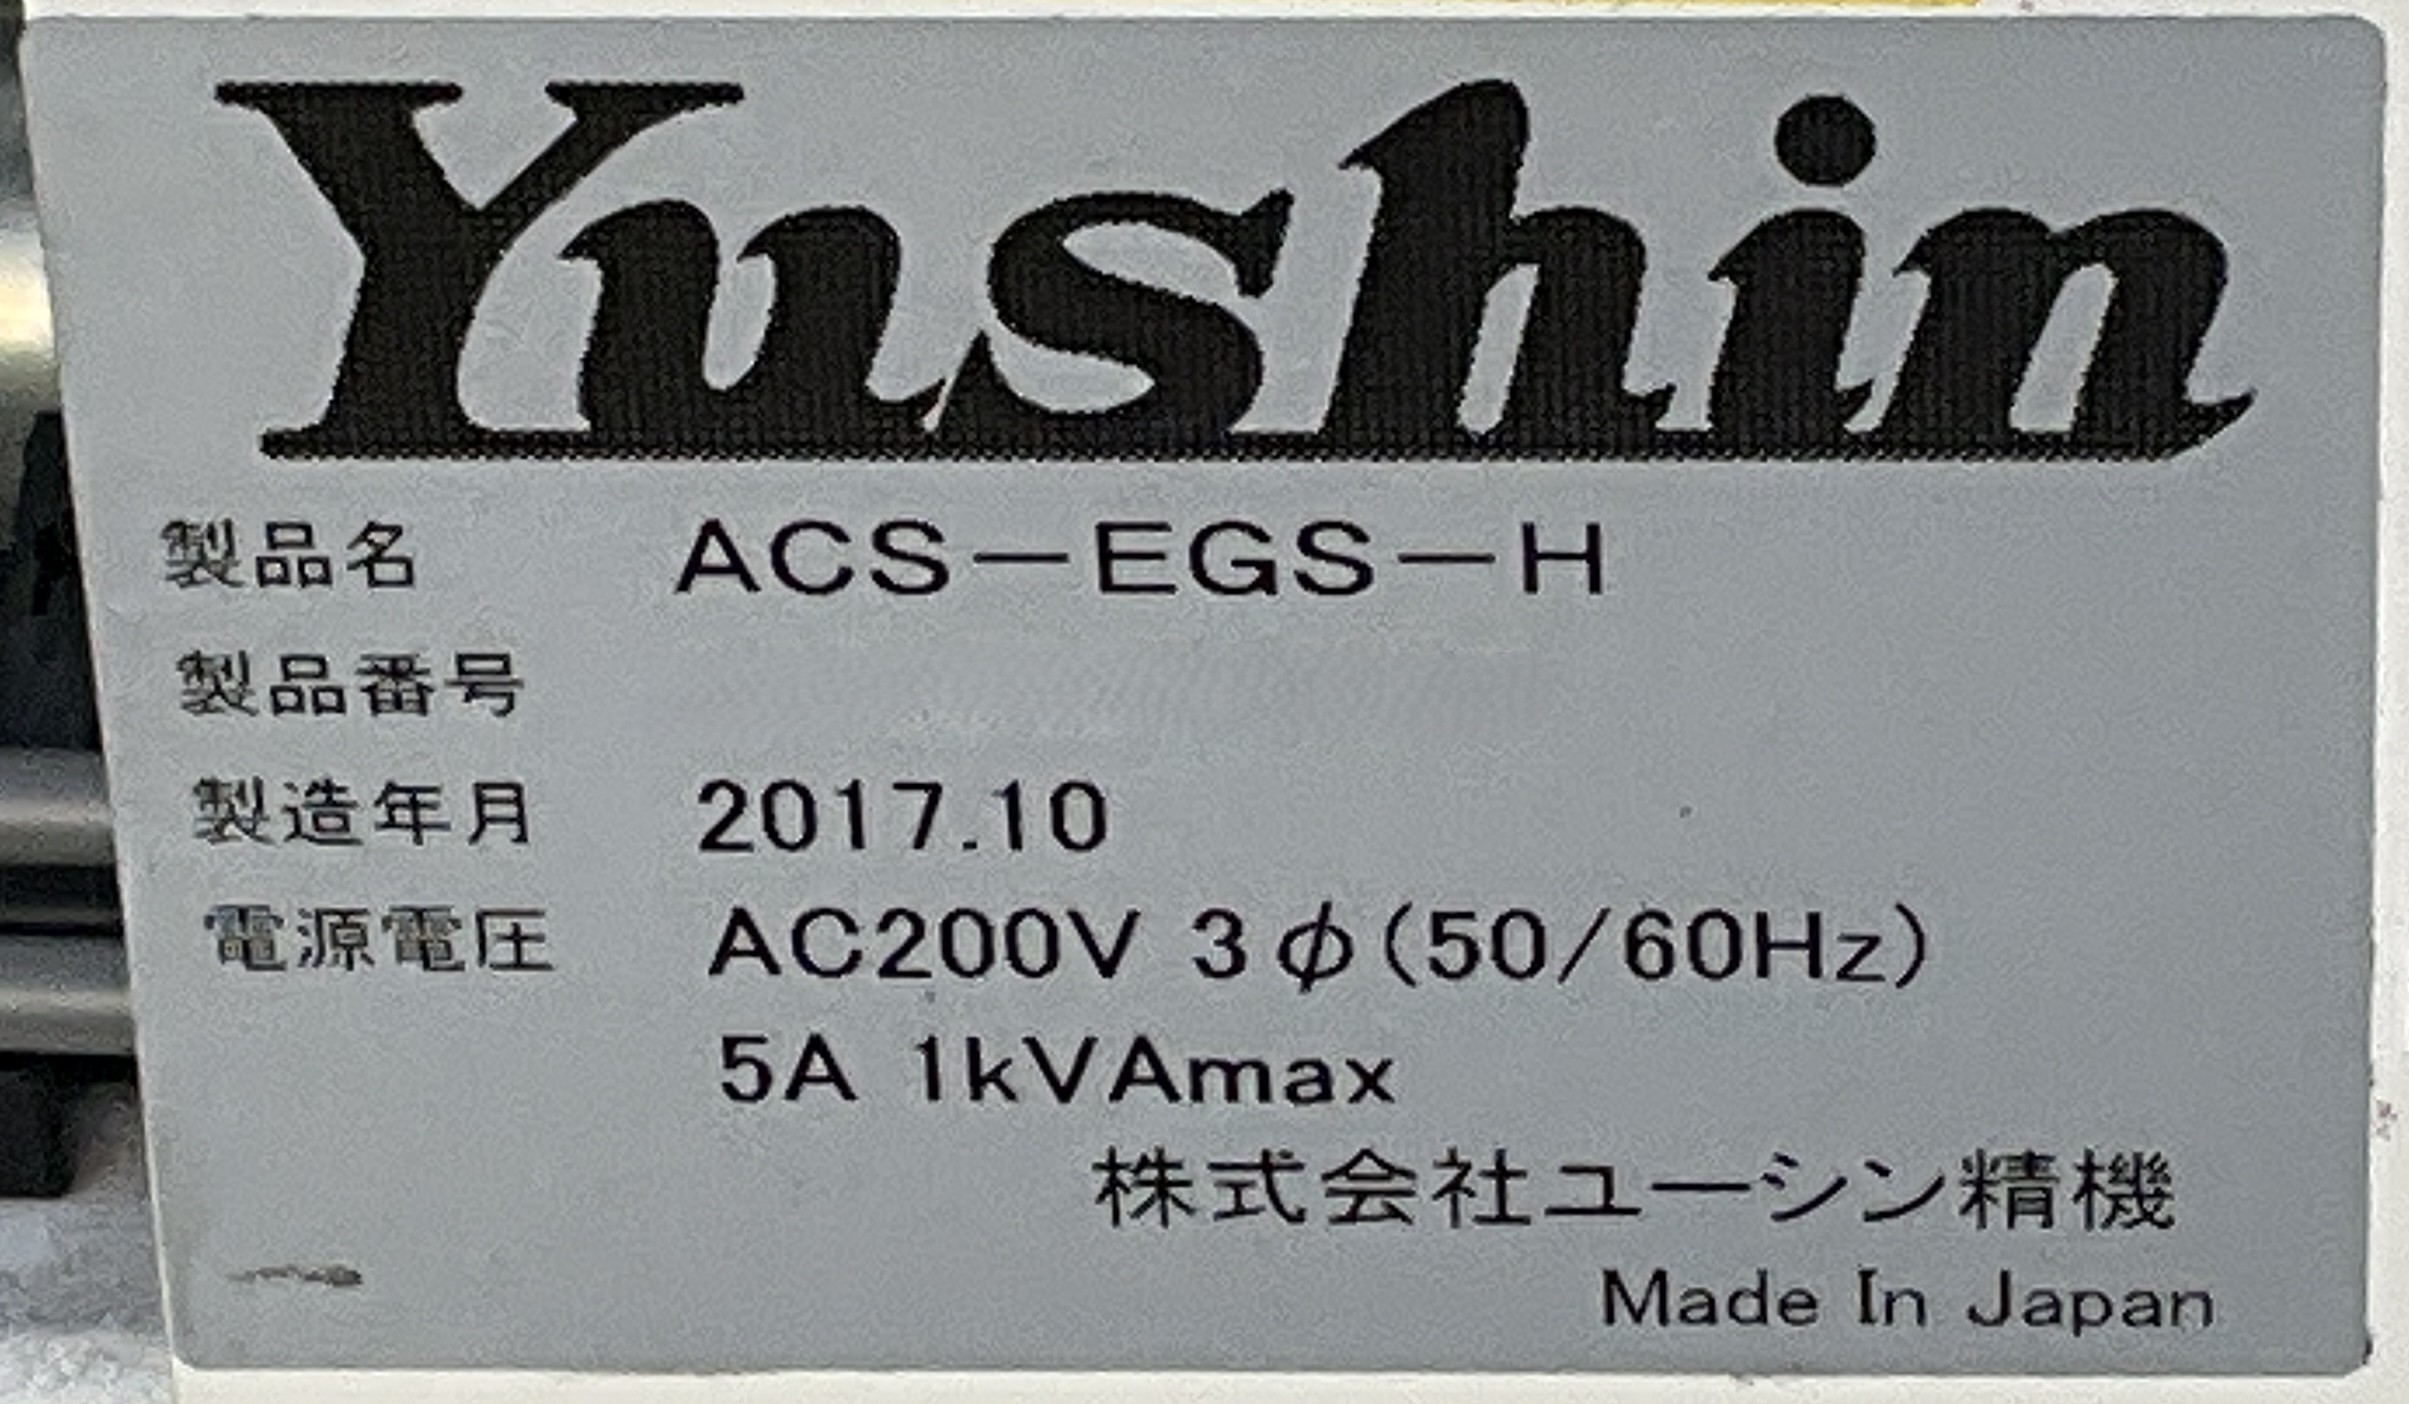 Yushin
製品名 ACS－EGS－H
製品番号
製造年月 2017.10
電源電圧 AC200V 3φ(50/60Hz)
5A 1kVAmax
株式会社ユーシン精機
Made In Japan